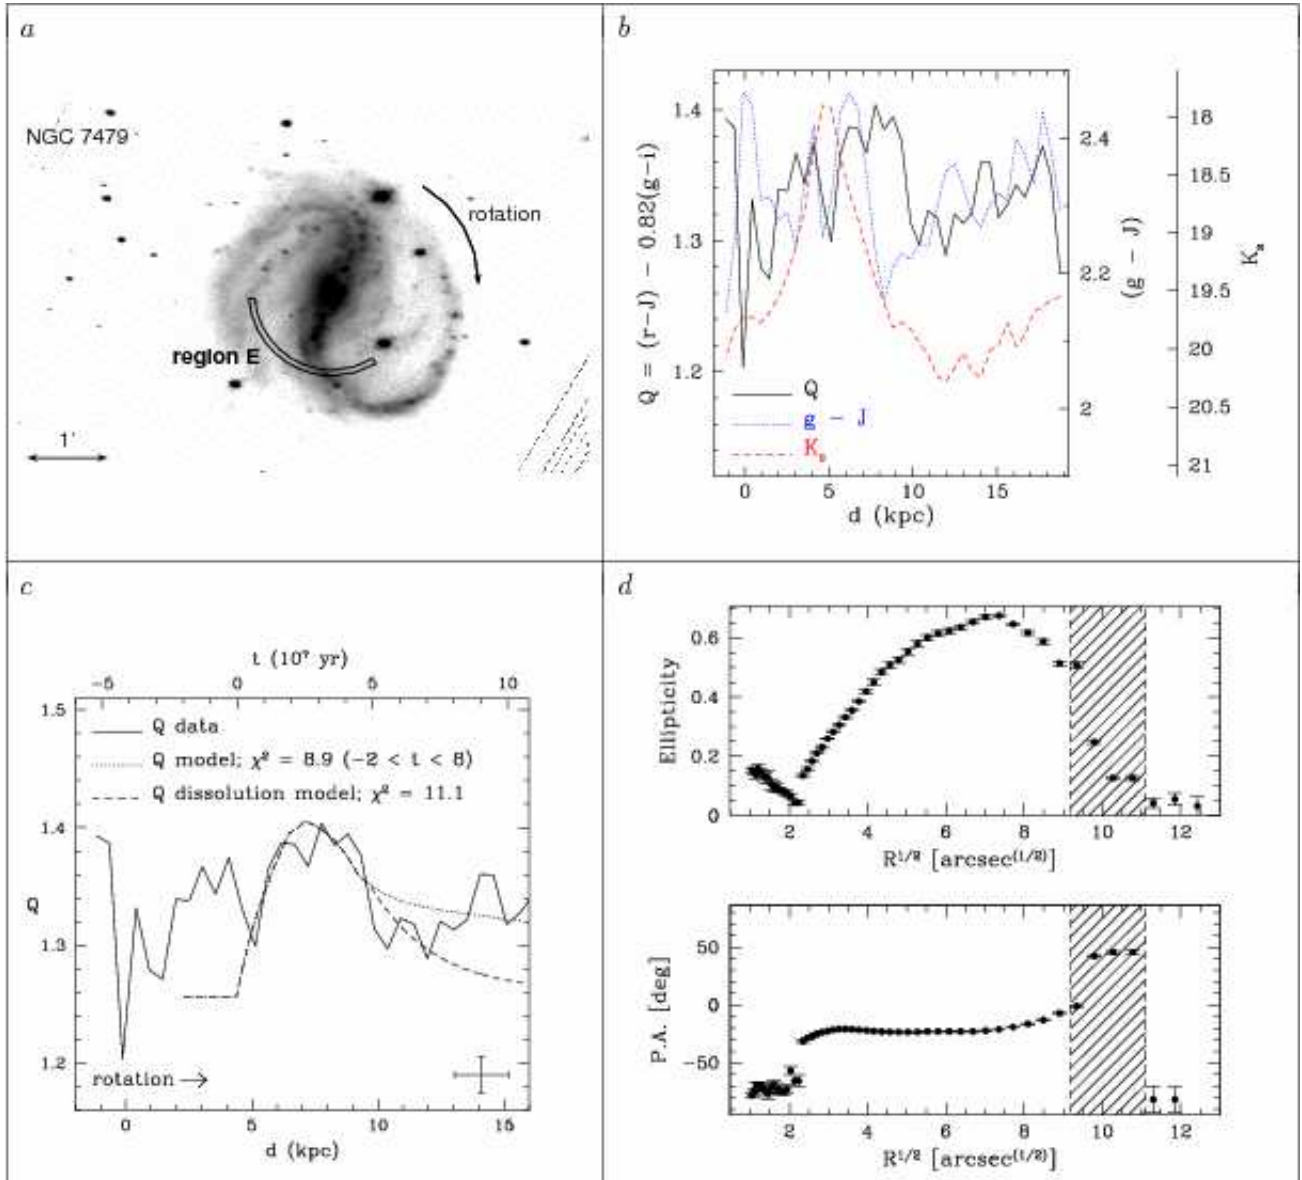 a
NGC 7479
rotation
region E
1'
b
1.4
1.3
1.2
Q = (r-J) - 0.82(g-i)
Q
g - J
K_s
0
5
10
15
d (kpc)
2.4
2.2
2
(g - J)
18
18.5
19
19.5
20
20.5
21
K_s
c
t (10^7 yr)
-5
0
5
10
1.5
1.4
1.3
1.2
Q
Q data
Q model; χ² = 8.9 (-2 < t < 8)
Q dissolution model; χ² = 11.1
rotation →
0
5
10
15
d (kpc)
d
0.6
0.4
0.2
0
Ellipticity
2
4
6
8
10
12
R^1/2 [arcsec^(1/2)]
50
0
-50
P.A. [deg]
2
4
6
8
10
12
R^1/2 [arcsec^(1/2)]